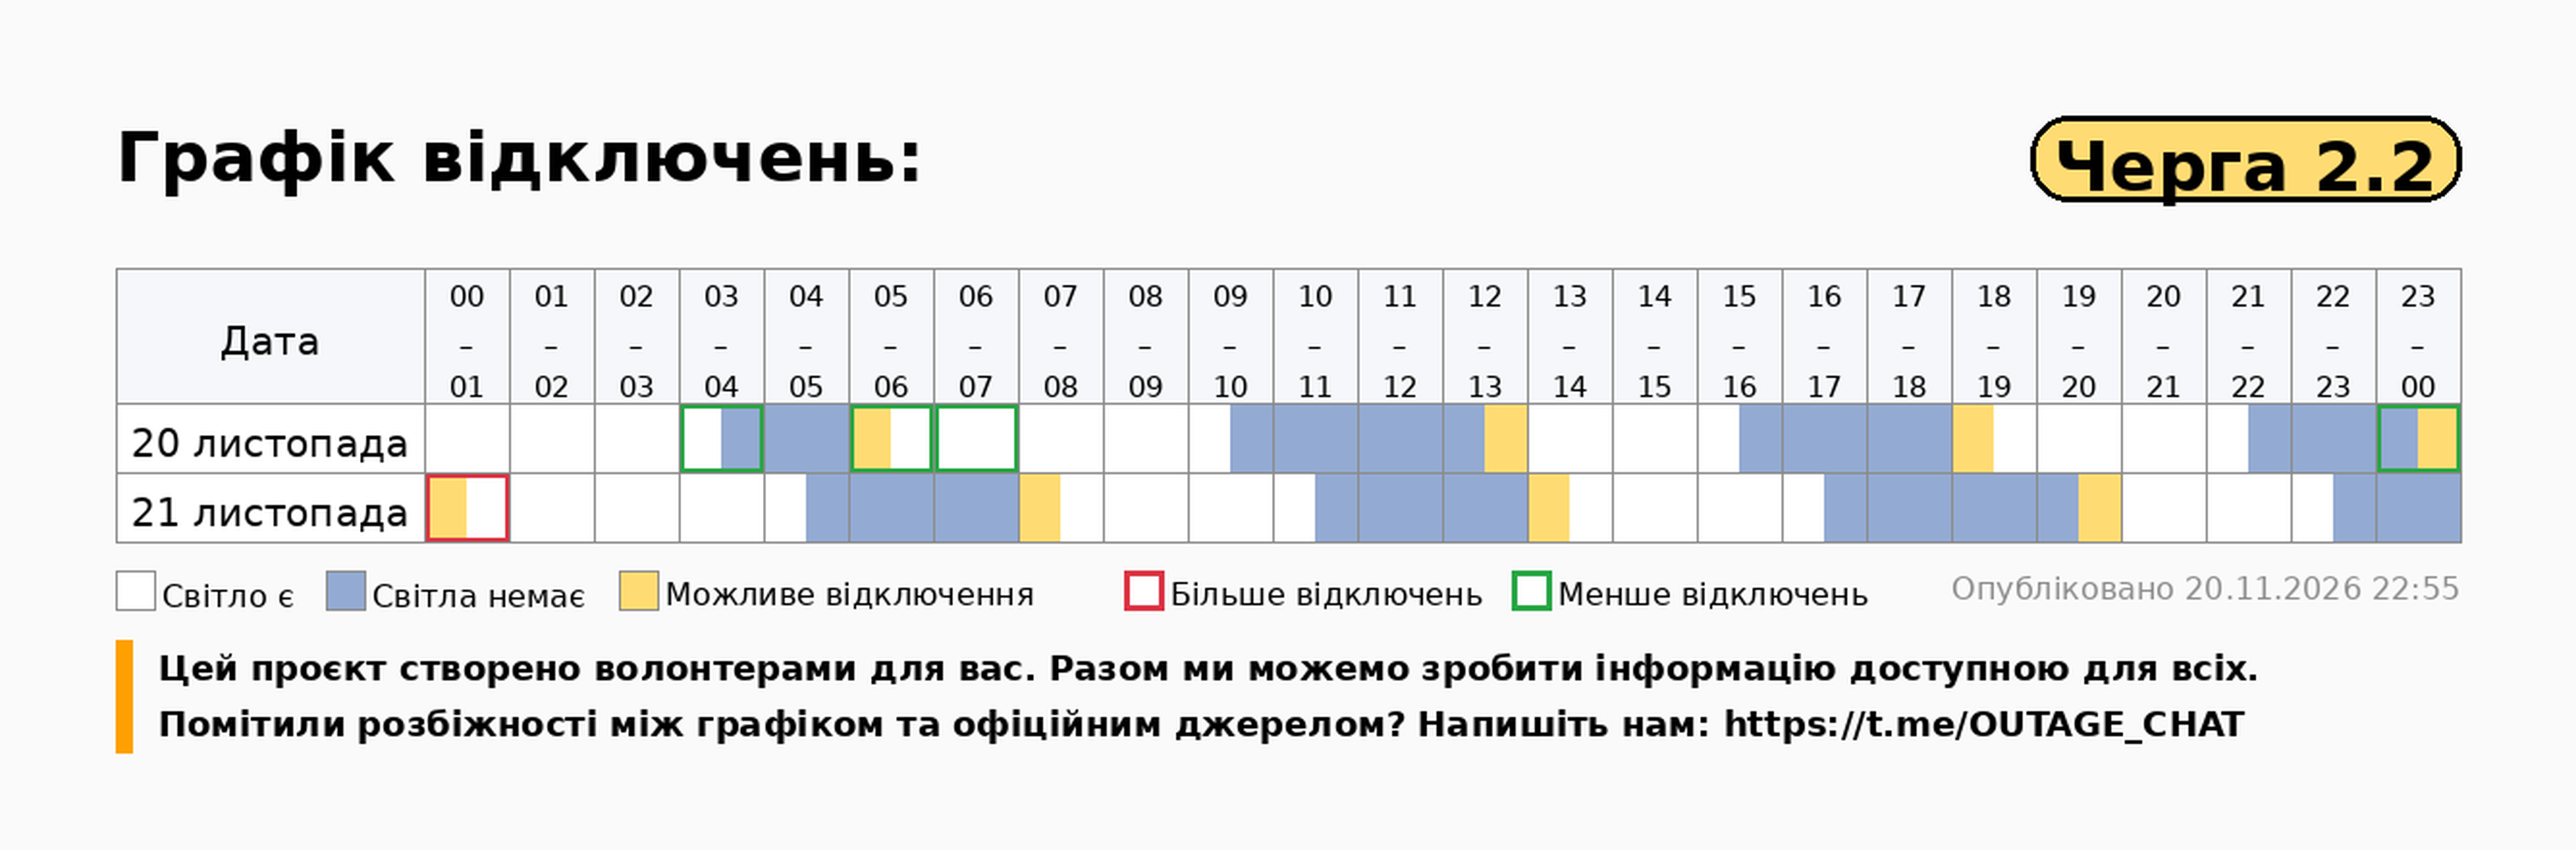 Графік відключень:
Черга 2.2
Дата
00 – 01
01 – 02
02 – 03
03 – 04
04 – 05
05 – 06
06 – 07
07 – 08
08 – 09
09 – 10
10 – 11
11 – 12
12 – 13
13 – 14
14 – 15
15 – 16
16 – 17
17 – 18
18 – 19
19 – 20
20 – 21
21 – 22
22 – 23
23 – 00
20 листопада
21 листопада
Світло є
Світла немає
Можливе відключення
Більше відключень
Менше відключень
Опубліковано 20.11.2026 22:55
Цей проєкт створено волонтерами для вас. Разом ми можемо зробити інформацію доступною для всіх.
Помітили розбіжності між графіком та офіційним джерелом? Напишіть нам: https://t.me/OUTAGE_CHAT